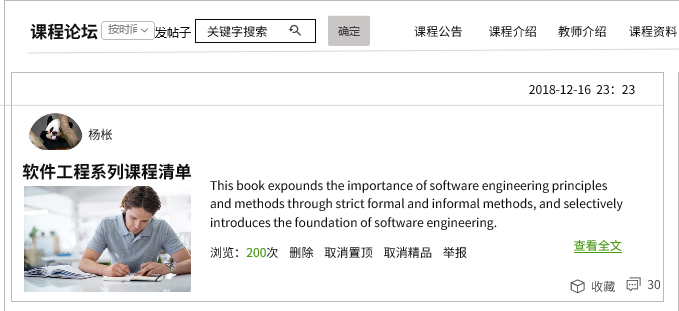 课程论坛 按时间 发帖子 关键字搜索 确定 课程公告 课程介绍 教师介绍 课程资料
2018-12-16 23：23
杨枨
软件工程系列课程清单
This book expounds the importance of software engineering principles
and methods through strict formal and informal methods, and selectively
introduces the foundation of software engineering.
浏览：200次 删除 取消置顶 取消精品 举报 查看全文
收藏 30